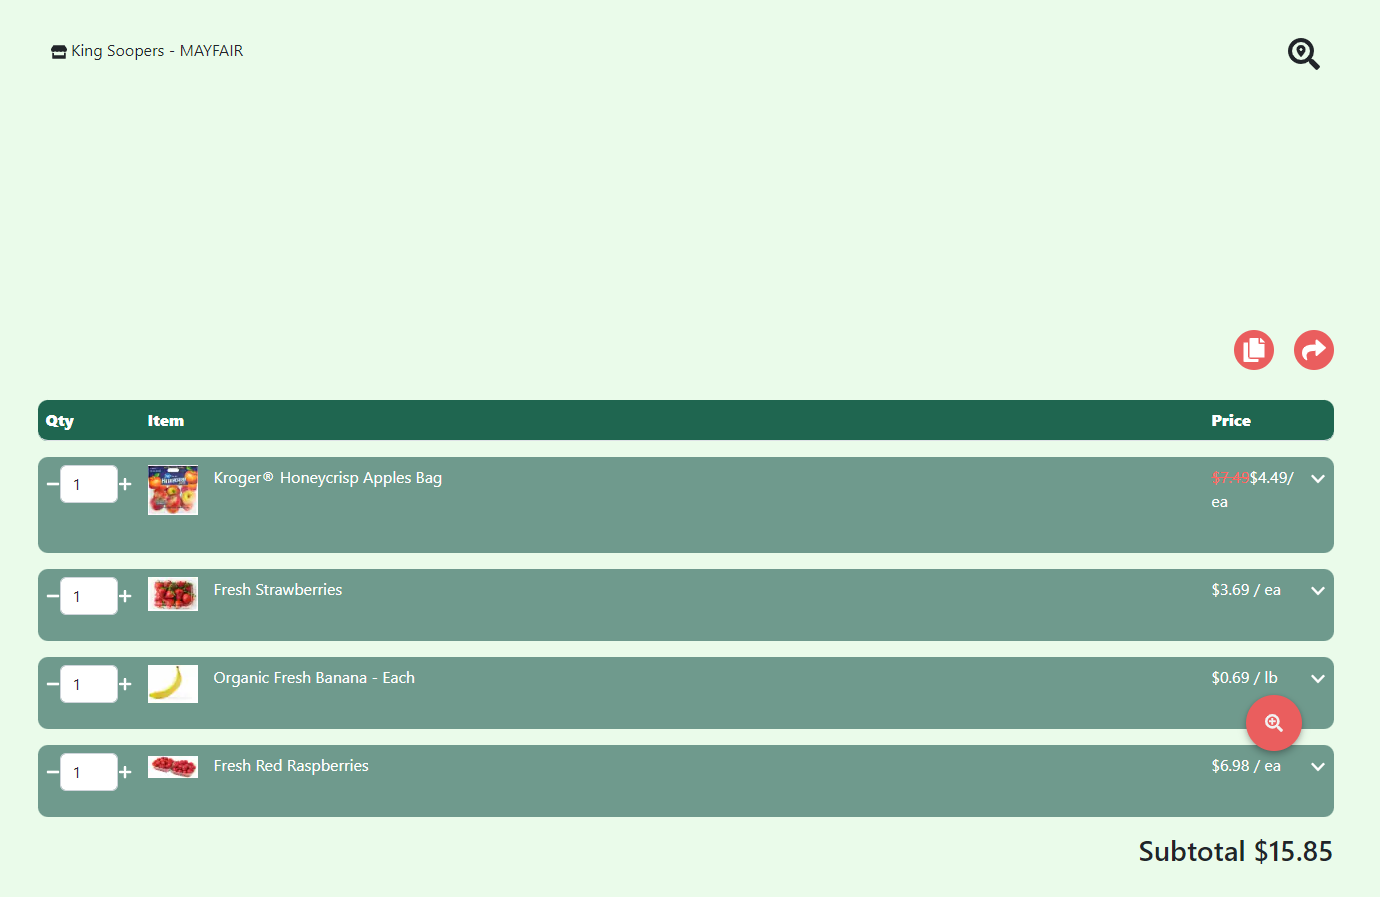 King Soopers - MAYFAIR
Qty Item Price
1 Kroger® Honeycrisp Apples Bag $7.49$4.49/
ea
1 Fresh Strawberries $3.69 / ea
1 Organic Fresh Banana - Each $0.69 / lb
1 Fresh Red Raspberries $6.98 / ea
Subtotal $15.85